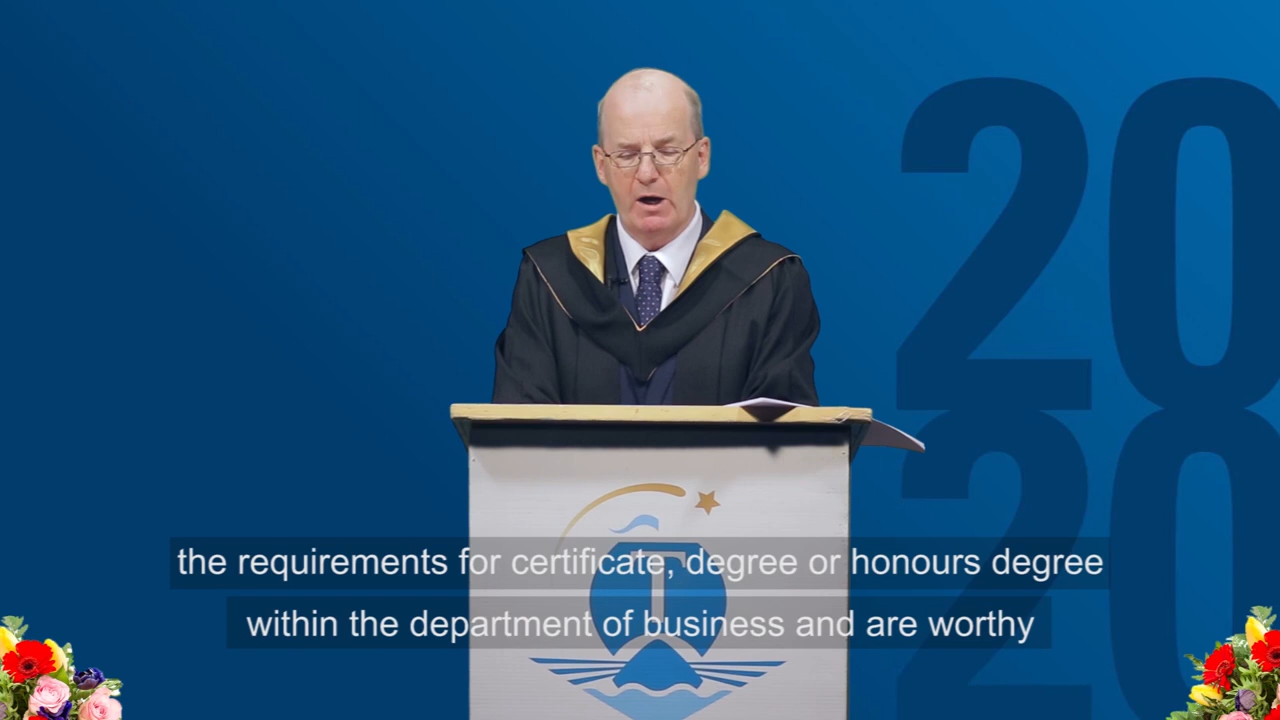 20
20
T
the requirements for certificate, degree or honours degree
within the department of business and are worthy